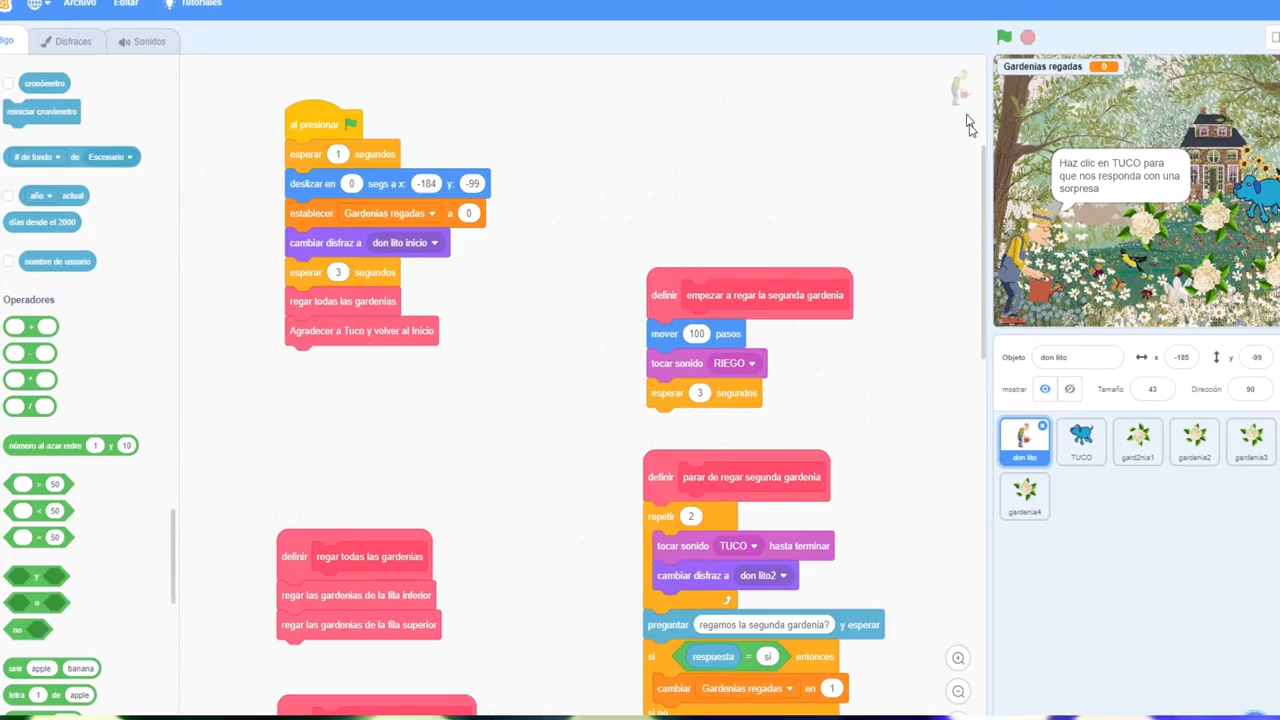 Archivo Editar Tutoriales
Disfraces Sonidos
cronómetro
reiniciar cronómetro
# de fondo de Escenario
año actual
días desde el 2000
nombre de usuario
Operadores
+
-
*
/
número al azar entre 1 y 10
> 50
< 50
= 50
y
o
no
unir apple banana
letra 1 de apple
al presionar
esperar 1 segundos
deslizar en 0 segs a x: -184 y: -99
establecer Gardenias regadas a 0
cambiar disfraz a don lito inicio
esperar 3 segundos
regar todas las gardenias
Agradecer a Tuco y volver al Inicio
definir regar todas las gardenias
regar las gardenias de la fila inferior
regar las gardenias de la fila superior
definir empezar a regar la segunda gardenia
mover 100 pasos
tocar sonido RIEGO
esperar 3 segundos
definir parar de regar segunda gardenia
repetir 2
tocar sonido TUCO hasta terminar
cambiar disfraz a don lito2
preguntar regamos la segunda gardenia? y esperar
si respuesta = si entonces
cambiar Gardenias regadas en 1
Gardenias regadas 0
Haz clic en TUCO para
que nos responda con una
sorpresa
Objeto don lito x -185 y -99
mostrar Tamaño 43 Dirección 90
don lito TUCO gard2nia1 gardenia2 gardenia3
gardenia4